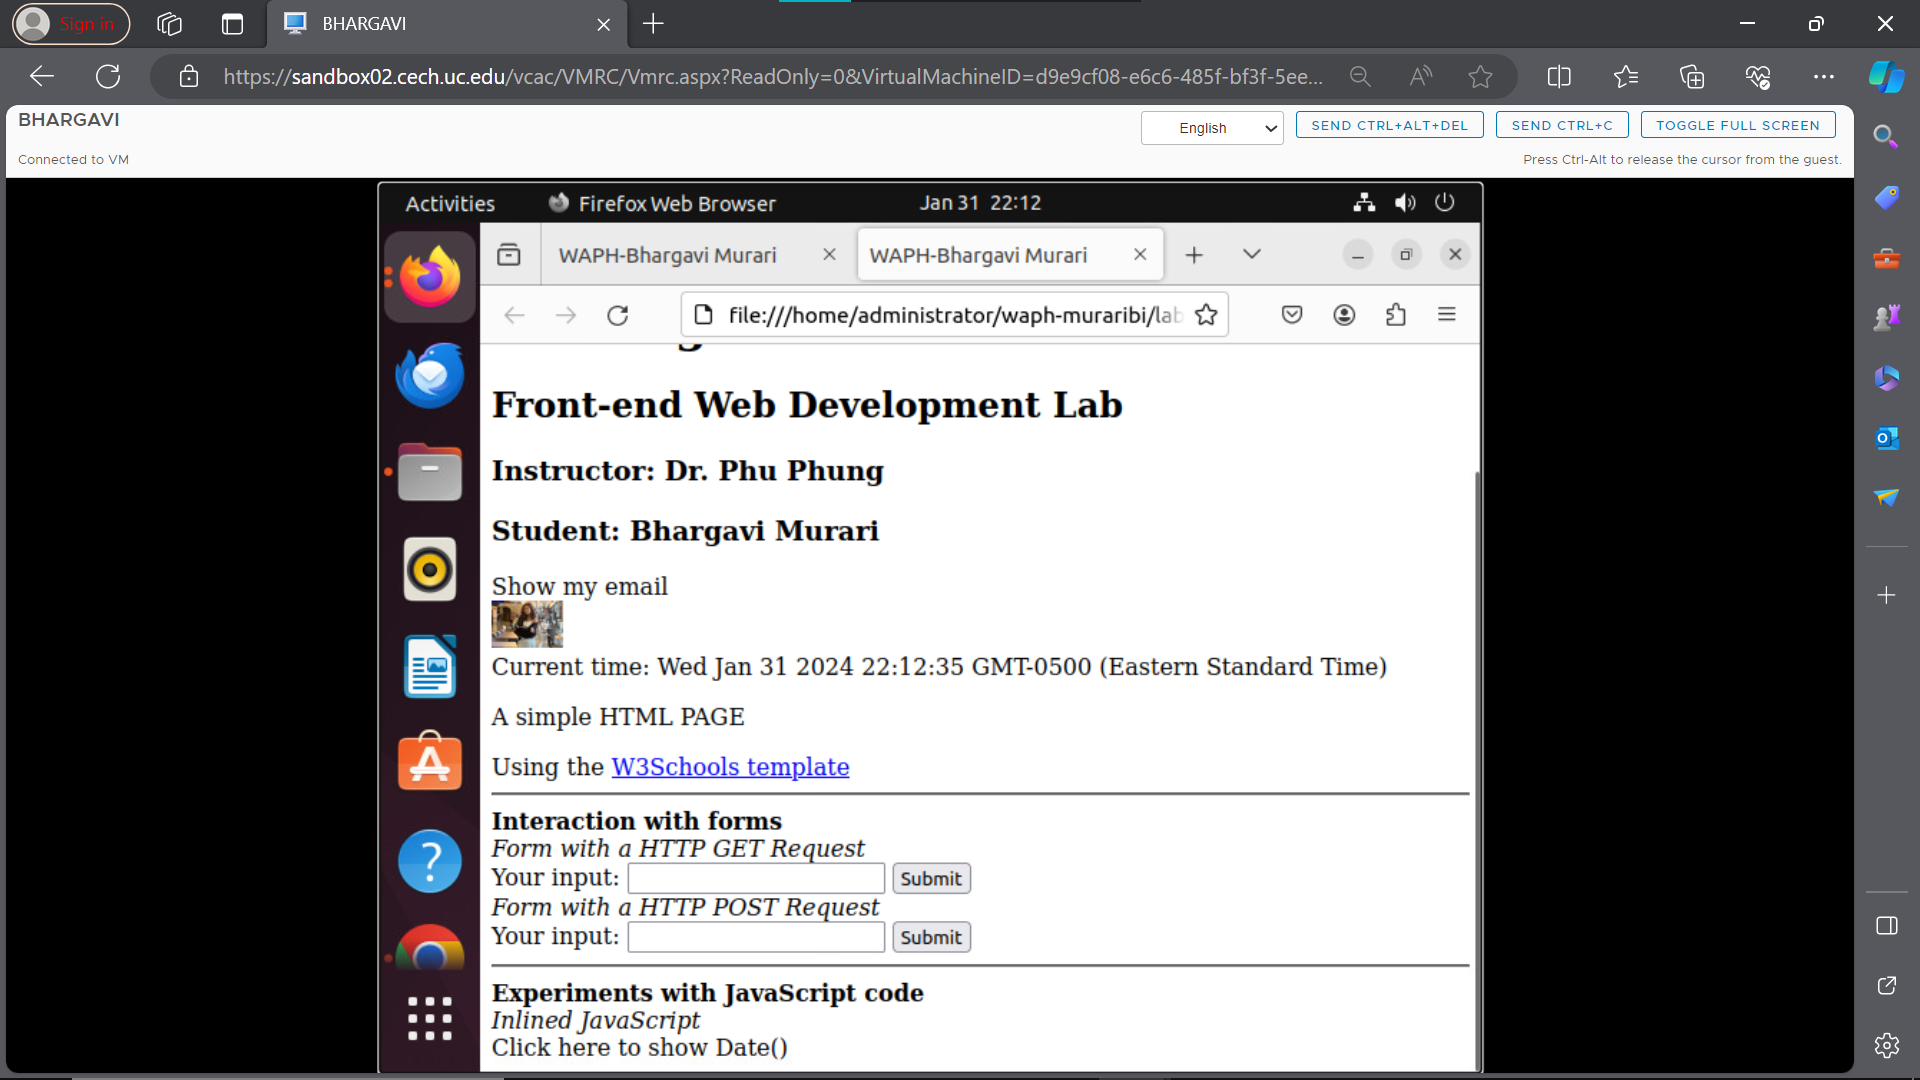 Sign in
BHARGAVI
https://sandbox02.cech.uc.edu/vcac/VMRC/Vmrc.aspx?ReadOnly=0&VirtualMachineID=d9e9cf08-e6c6-485f-bf3f-5ee...
BHARGAVI
English
SEND CTRL+ALT+DEL
SEND CTRL+C
TOGGLE FULL SCREEN
Connected to VM
Press Ctrl-Alt to release the cursor from the guest.
Activities
Firefox Web Browser
Jan 31 22:12
WAPH-Bhargavi Murari
WAPH-Bhargavi Murari
file:///home/administrator/waph-muraribi/lab
Front-end Web Development Lab
Instructor: Dr. Phu Phung
Student: Bhargavi Murari
Show my email
Current time: Wed Jan 31 2024 22:12:35 GMT-0500 (Eastern Standard Time)
A simple HTML PAGE
Using the W3Schools template
Interaction with forms
Form with a HTTP GET Request
Your input: Submit
Form with a HTTP POST Request
Your input: Submit
Experiments with JavaScript code
Inlined JavaScript
Click here to show Date()